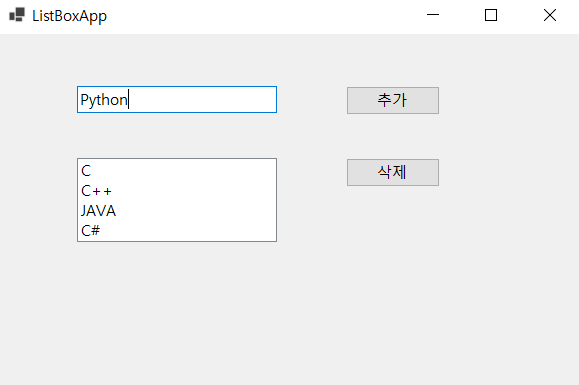 ListBoxApp
Python
추가
C
C++
JAVA
C#
삭제